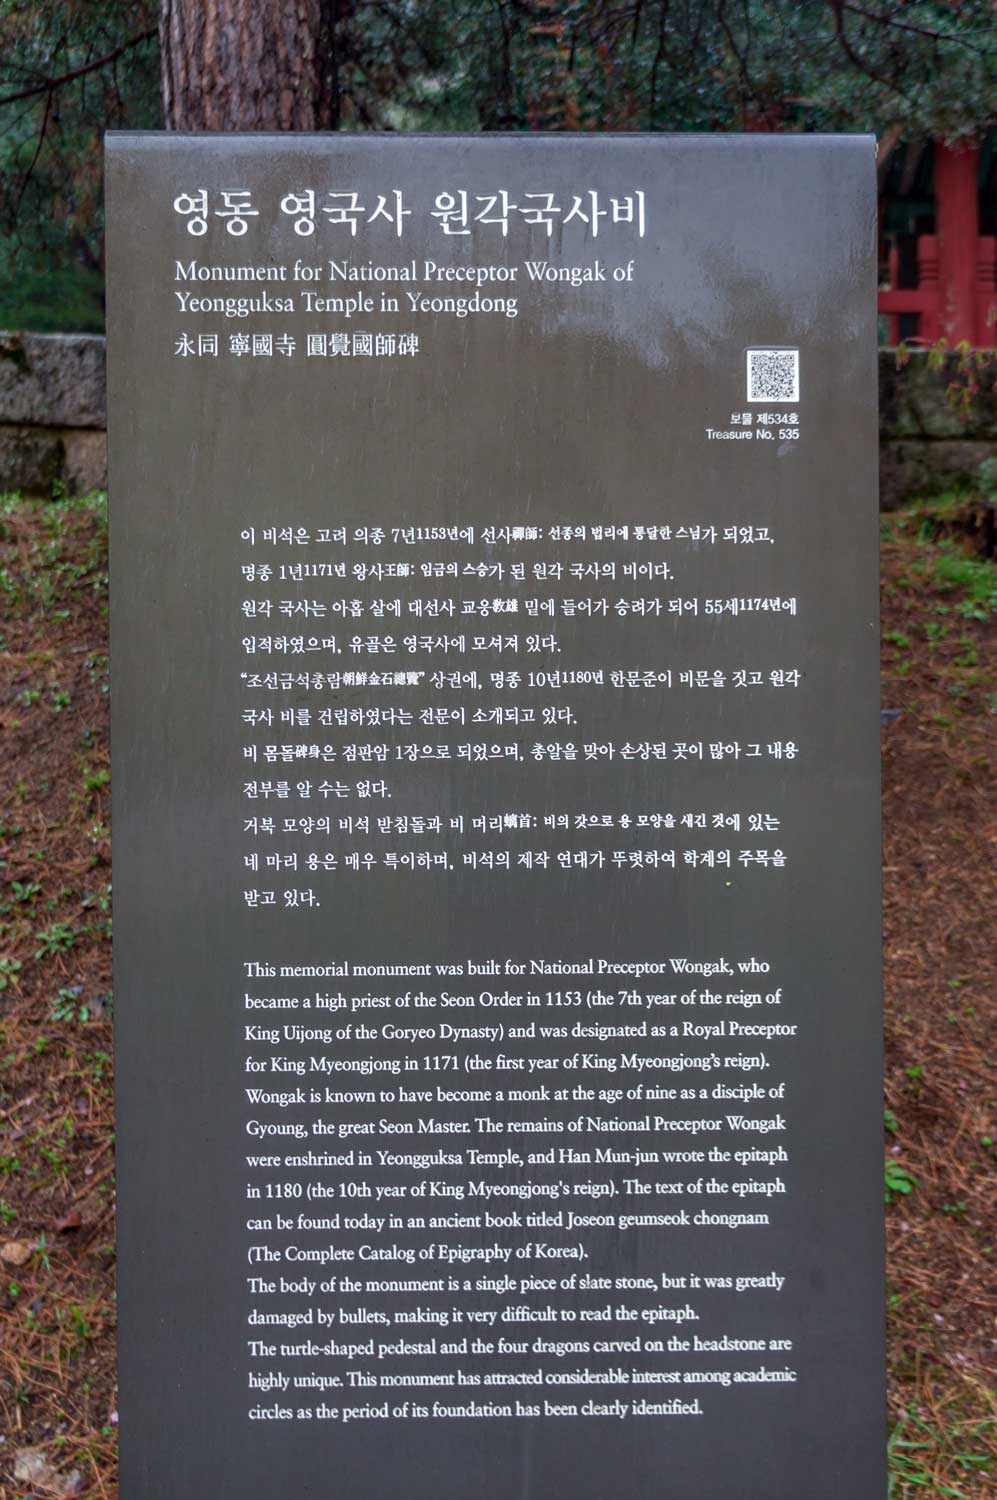 영동 영국사 원각국사비
Monument for National Preceptor Wongak of
Yeongguksa Temple in Yeongdong
永同 寧國寺 圓覺國師碑
보물 제534호
Treasure No. 535
이 비석은 고려 의종 7년1153년에 선사禪師: 선종의 법리에 통달한 스님가 되었고,
명종 1년1171년 왕사王師: 임금의 스승가 된 원각 국사의 비이다.
원각 국사는 아홉 살에 대선사 교웅敎雄 밑에 들어가 승려가 되어 55세1174년에
입적하였으며, 유골은 영국사에 모셔져 있다.
“조선금석총람朝鮮金石總覽” 상권에, 명종 10년1180년 한문준이 비문을 짓고 원각
국사 비를 건립하였다는 전문이 소개되고 있다.
비 몸돌碑身은 점판암 1장으로 되었으며, 총알을 맞아 손상된 곳이 많아 그 내용
전부를 알 수는 없다.
거북 모양의 비석 받침돌과 비 머리螭首: 비의 갓으로 용 모양을 새긴 것에 있는
네 마리 용은 매우 특이하며, 비석의 제작 연대가 뚜렷하여 학계의 주목을
받고 있다.
This memorial monument was built for National Preceptor Wongak, who
became a high priest of the Seon Order in 1153 (the 7th year of the reign of
King Uijong of the Goryeo Dynasty) and was designated as a Royal Preceptor
for King Myeongjong in 1171 (the first year of King Myeongjong's reign).
Wongak is known to have become a monk at the age of nine as a disciple of
Gyoung, the great Seon Master. The remains of National Preceptor Wongak
were enshrined in Yeongguksa Temple, and Han Mun-jun wrote the epitaph
in 1180 (the 10th year of King Myeongjong's reign). The text of the epitaph
can be found today in an ancient book titled Joseon geumseok chongnam
(The Complete Catalog of Epigraphy of Korea).
The body of the monument is a single piece of slate stone, but it was greatly
damaged by bullets, making it very difficult to read the epitaph.
The turtle-shaped pedestal and the four dragons carved on the headstone are
highly unique. This monument has attracted considerable interest among academic
circles as the period of its foundation has been clearly identified.